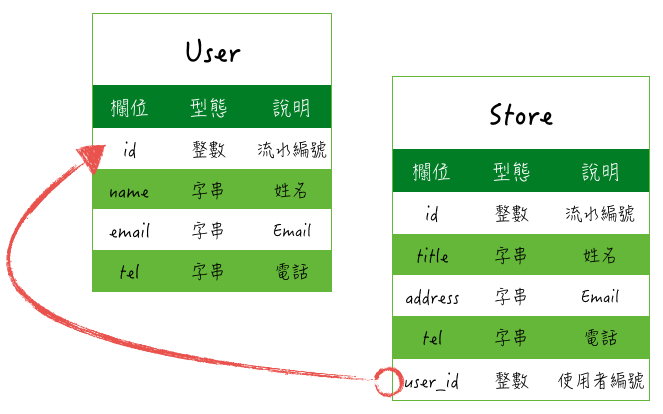 User
欄位 型態 說明
id 整數 流水編號
name 字串 姓名
email 字串 Email
tel 字串 電話
Store
欄位 型態 說明
id 整數 流水編號
title 字串 姓名
address 字串 Email
tel 字串 電話
user_id 整數 使用者編號